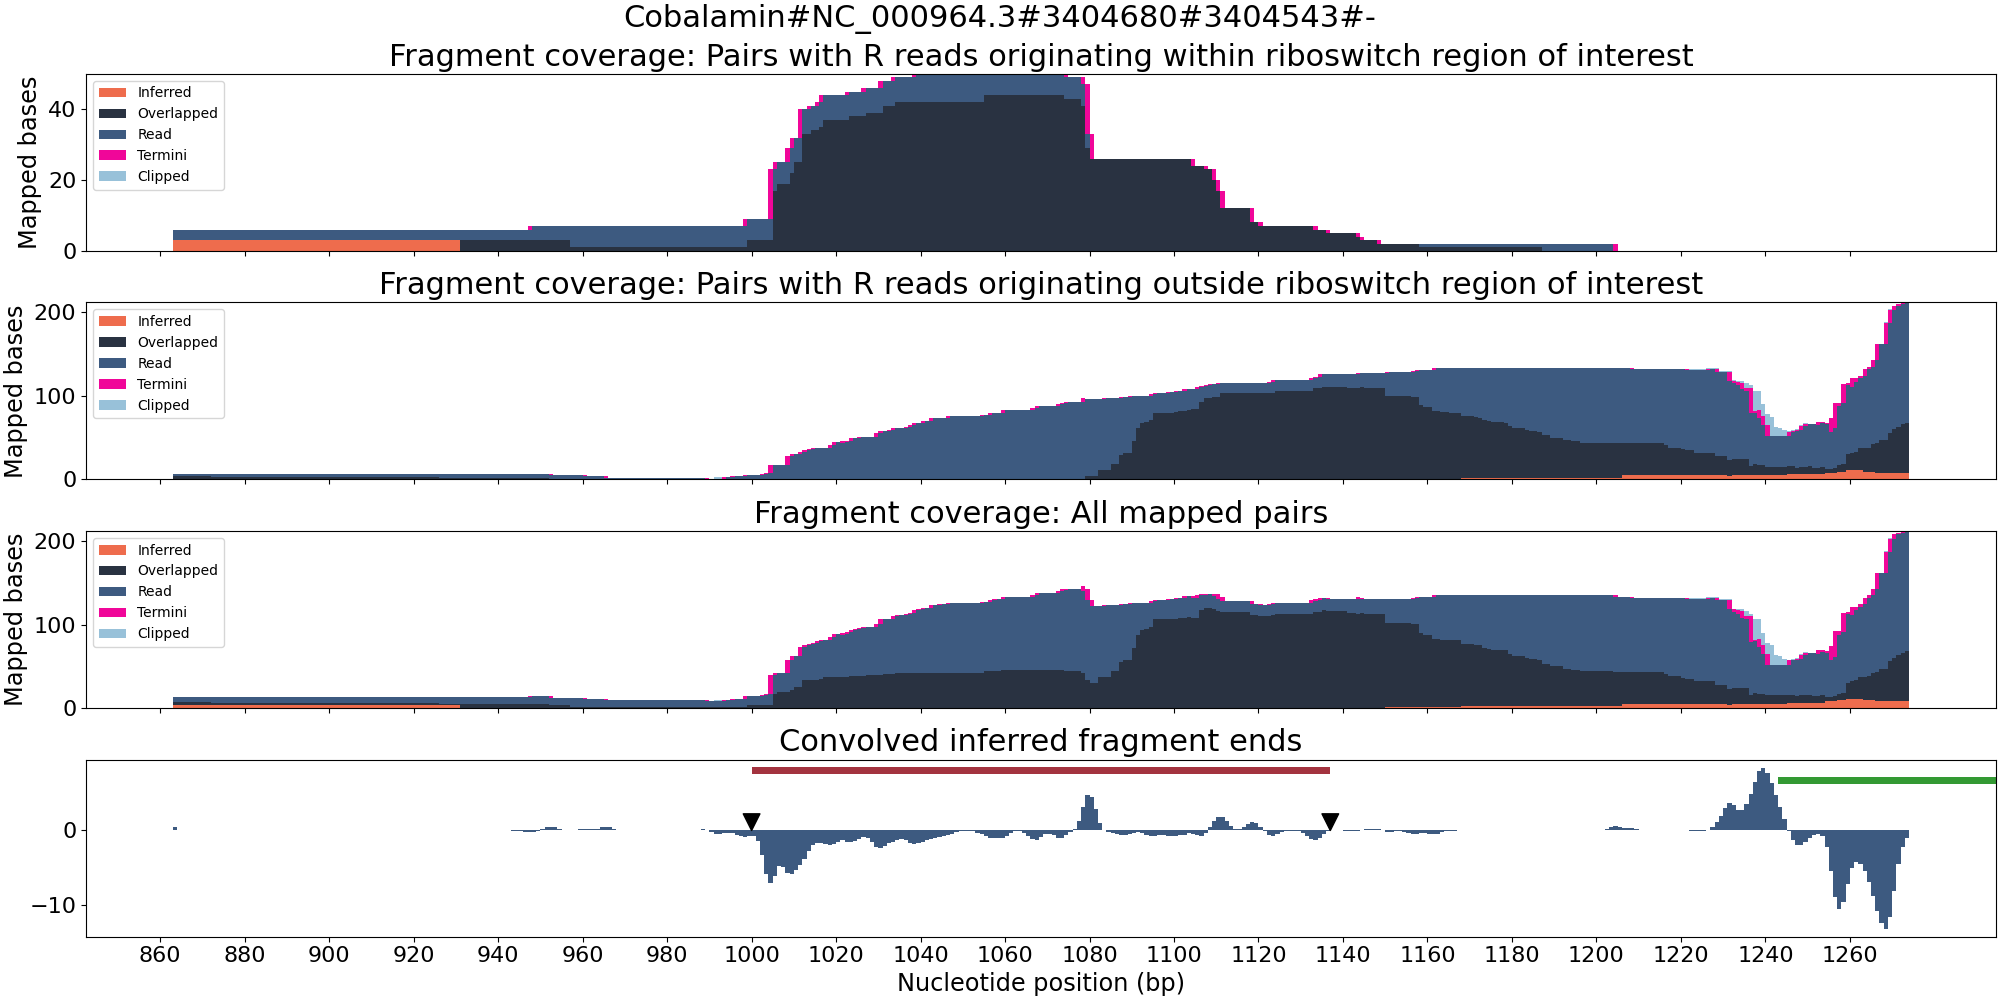 Cobalamin#NC_000964.3#3404680#3404543#-
Fragment coverage: Pairs with R reads originating within riboswitch region of interest
Mapped bases
40
20
0
Inferred
Overlapped
Read
Termini
Clipped
Fragment coverage: Pairs with R reads originating outside riboswitch region of interest
Mapped bases
200
100
0
Inferred
Overlapped
Read
Termini
Clipped
Fragment coverage: All mapped pairs
Mapped bases
200
100
0
Inferred
Overlapped
Read
Termini
Clipped
Convolved inferred fragment ends
0
−10
860 880 900 920 940 960 980 1000 1020 1040 1060 1080 1100 1120 1140 1160 1180 1200 1220 1240 1260
Nucleotide position (bp)